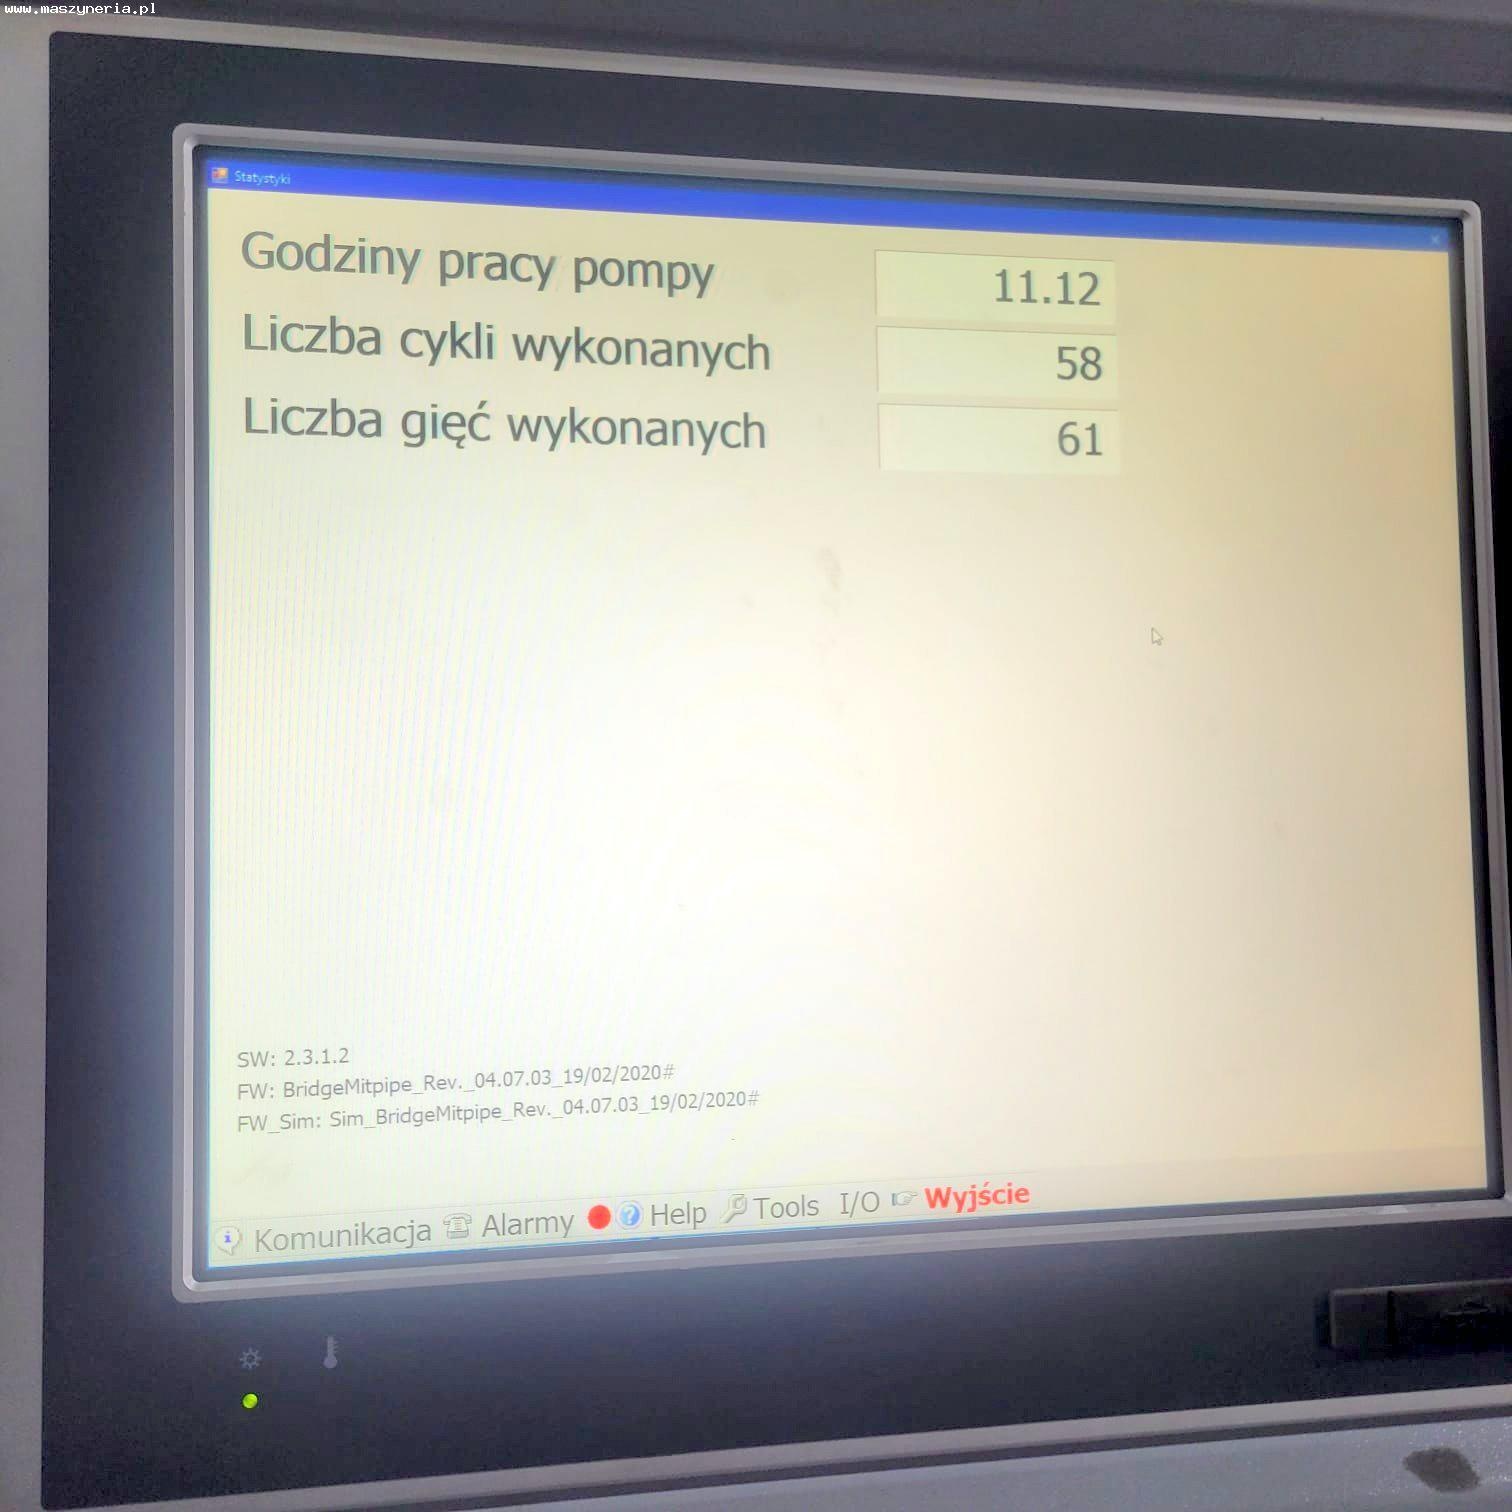 www.maszyneria.pl
Statystyki
Godziny pracy pompy 11.12
Liczba cykli wykonanych 58
Liczba gięć wykonanych 61
SW: 2.3.1.2
FW: BridgeMitpipe_Rev._04.07.03_19/02/2020#
FW_Sim: Sim_BridgeMitpipe_Rev._04.07.03_19/02/2020#
Komunikacja Alarmy Help Tools I/O Wyjście